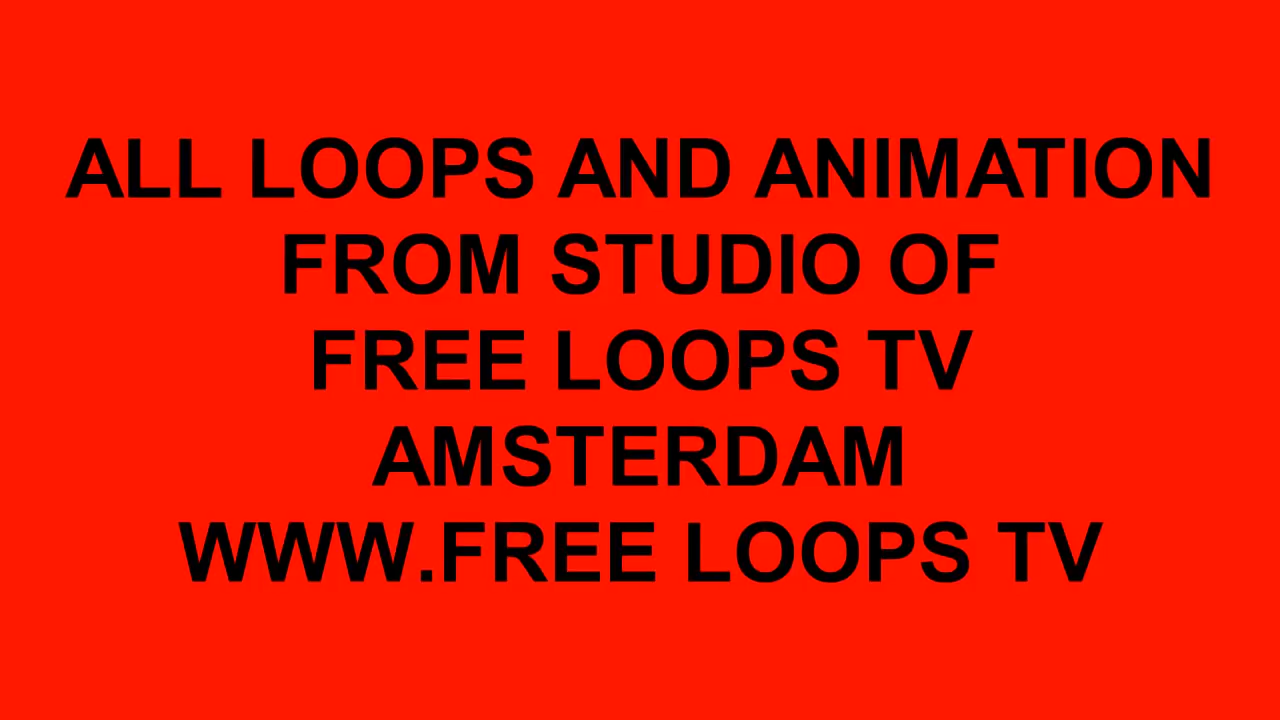 ALL LOOPS AND ANIMATION
FROM STUDIO OF
FREE LOOPS TV
AMSTERDAM
WWW.FREE LOOPS TV